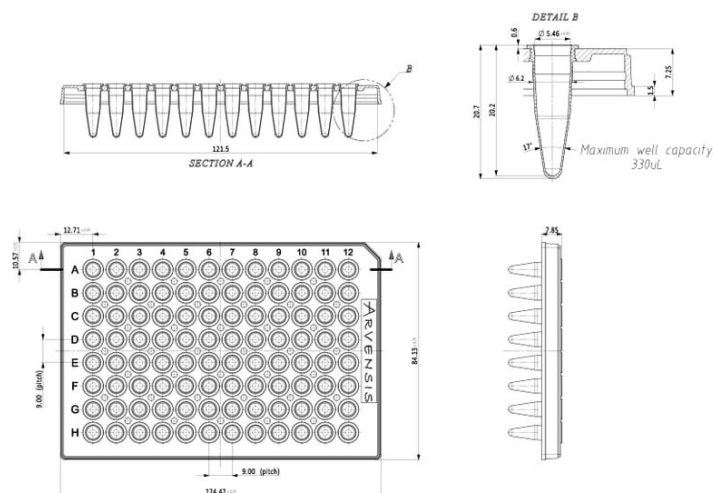 DETAIL B
0.6
Ø 5.46
Ø 6.2
20.7
20.2
7.25
1.5
17°
Maximum well capacity
330uL
B
121.5
SECTION A-A
12.71
10.57
A
A
1 2 3 4 5 6 7 8 9 10 11 12
A
B
C
D
E
F
G
H
ARVENSIS
9.00 (pitch)
9.00 (pitch)
84.13
7.85